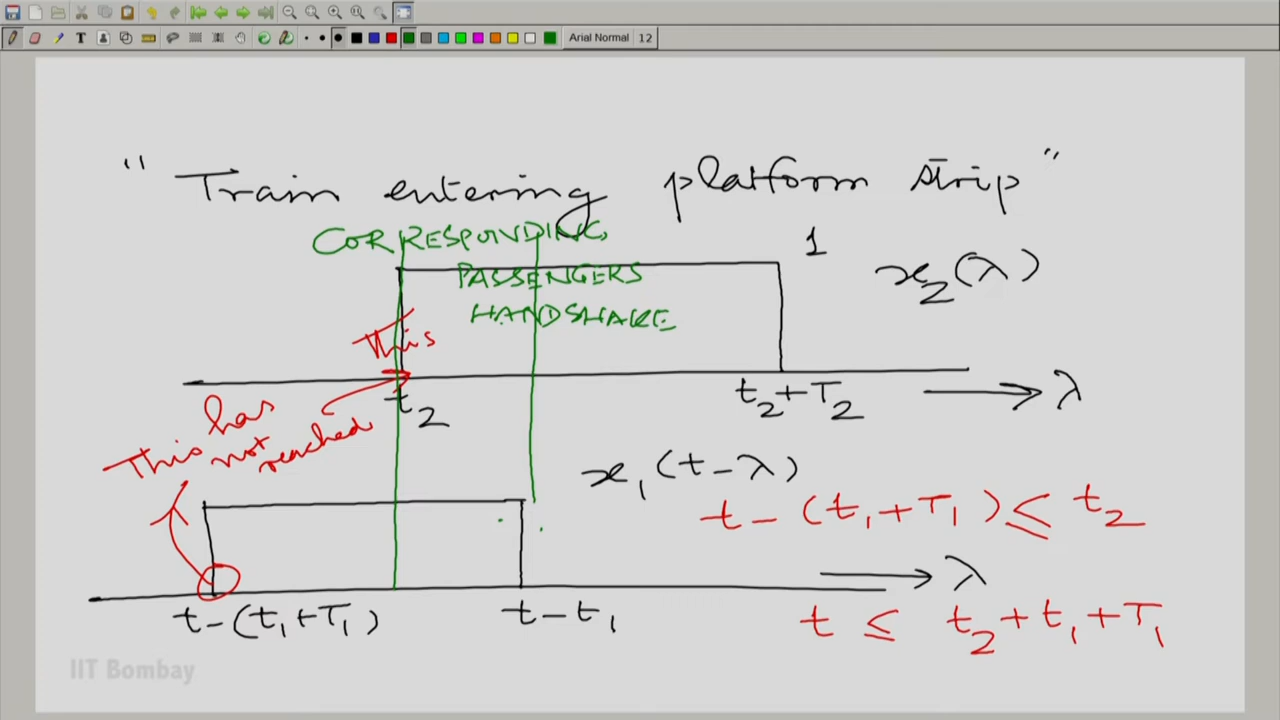 Arial Normal 12
"Train entering platform strip"
CORRESPONDING
1
x₂(λ)
PASSENGERS
HANDSHAKE
This
t₂
t₂+T₂
λ
This has
not reached
x₁(t-λ)
t-(t₁+T₁) ≤ t₂
λ
t-(t₁+T₁)
t-t₁
t ≤ t₂+t₁+T₁
IIT Bombay